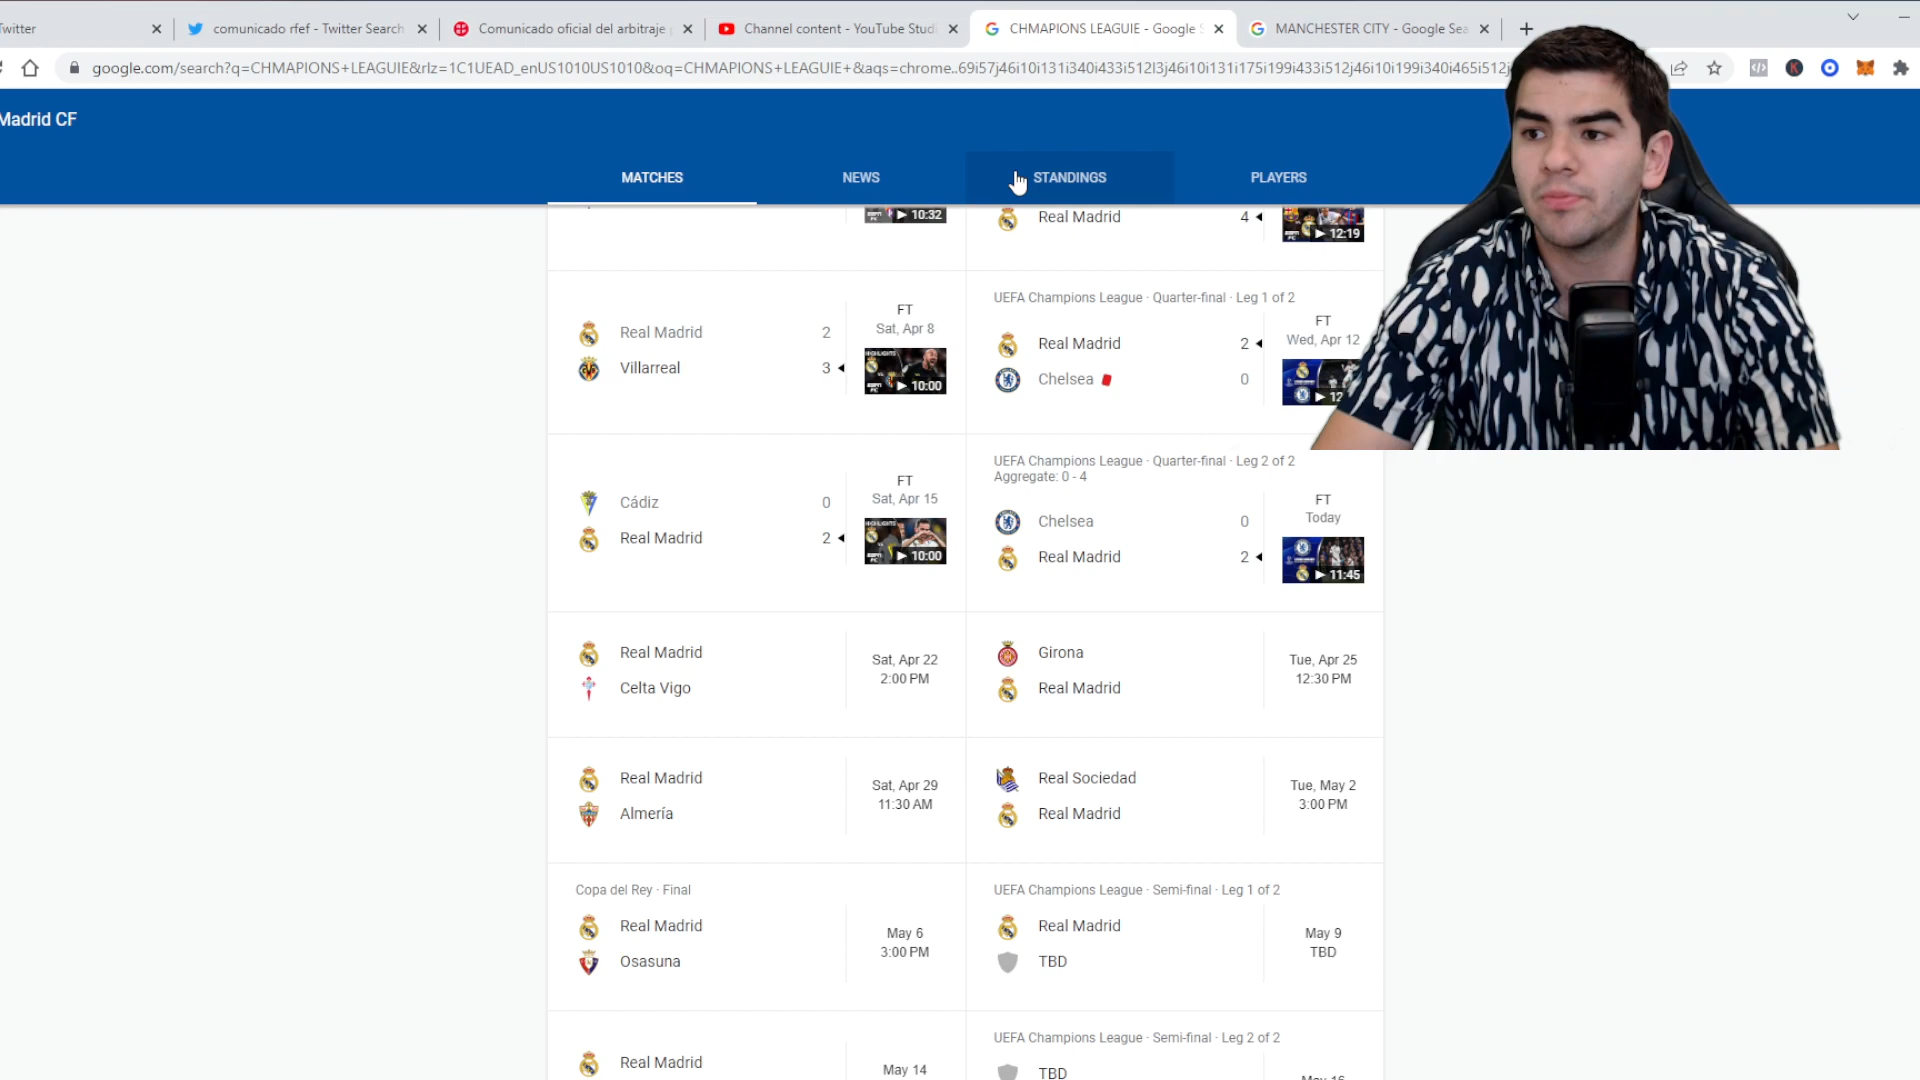 Twitter
comunicado rfef - Twitter Search
Comunicado oficial del arbitraje
Channel content - YouTube Studi
CHMAPIONS LEAGUIE - Google S
MANCHESTER CITY - Google Sea
google.com/search?q=CHMAPIONS+LEAGUIE&rlz=1C1UEAD_enUS1010US1010&oq=CHMAPIONS+LEAGUIE+&aqs=chrome..69i57j46i10i131i340i433i512l3j46i10i131i175i199i433i512j46i10i199i340i465i512j
Madrid CF
MATCHES
NEWS
STANDINGS
PLAYERS
10:32
Real Madrid 4
12:19
Real Madrid 2
Villarreal 3
FT
Sat, Apr 8
10:00
UEFA Champions League · Quarter-final · Leg 1 of 2
Real Madrid 2
Chelsea 0
FT
Wed, Apr 12
12
Cádiz 0
Real Madrid 2
FT
Sat, Apr 15
10:00
UEFA Champions League · Quarter-final · Leg 2 of 2
Aggregate: 0 - 4
Chelsea 0
Real Madrid 2
FT
Today
11:45
Real Madrid
Celta Vigo
Sat, Apr 22
2:00 PM
Girona
Real Madrid
Tue, Apr 25
12:30 PM
Real Madrid
Almería
Sat, Apr 29
11:30 AM
Real Sociedad
Real Madrid
Tue, May 2
3:00 PM
Copa del Rey · Final
Real Madrid
Osasuna
May 6
3:00 PM
UEFA Champions League · Semi-final · Leg 1 of 2
Real Madrid
TBD
May 9
TBD
Real Madrid
May 14
UEFA Champions League · Semi-final · Leg 2 of 2
TBD
May 16